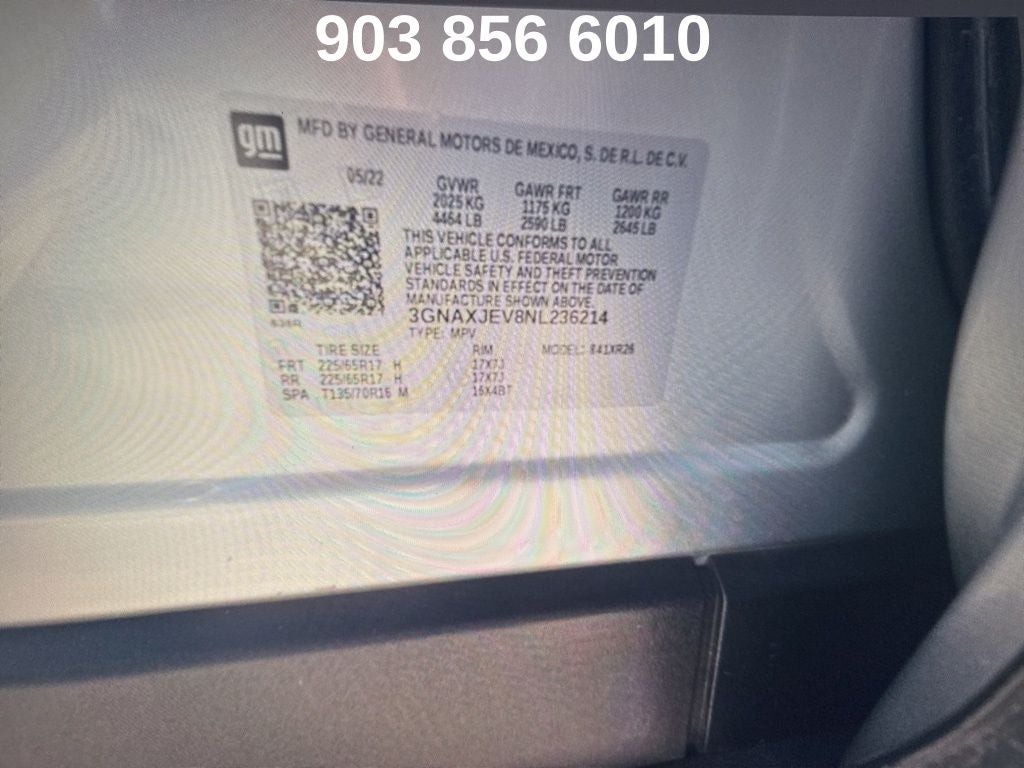 903 856 6010
gm
MFD BY GENERAL MOTORS DE MEXICO, S. DE R.L. DE C.V.
05/22
GVWR GAWR FRT GAWR RR
2025 KG 1175 KG 1200 KG
4464 LB 2590 LB 2645 LB
THIS VEHICLE CONFORMS TO ALL
APPLICABLE U.S. FEDERAL MOTOR
VEHICLE SAFETY AND THEFT PREVENTION
STANDARDS IN EFFECT ON THE DATE OF
MANUFACTURE SHOWN ABOVE.
3GNAXJEV8NL236214
TYPE: MPV
TIRE SIZE RIM MODEL:
FRT 225/65R17 H 17X7J
RR 225/65R17 H 17X7J
SPA T135/70R16 M 16X4BT